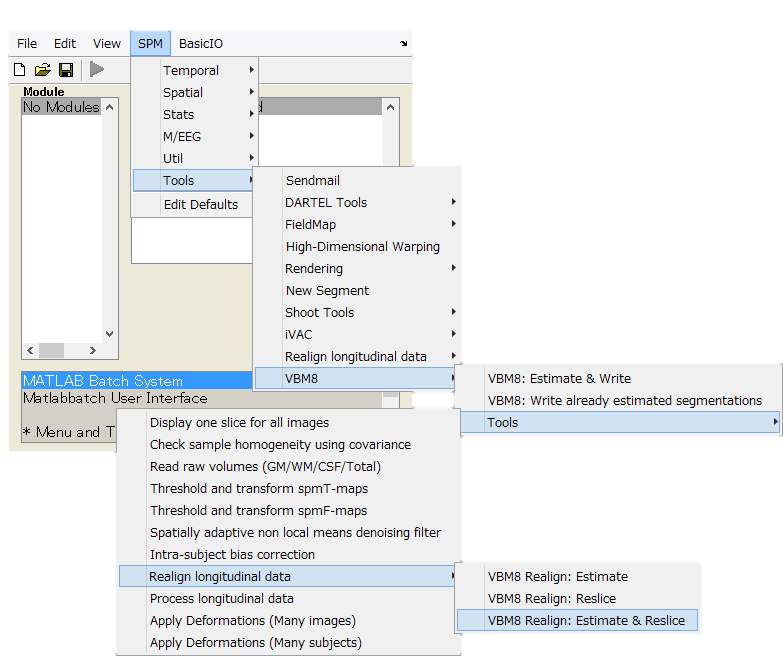 File Edit View SPM BasicIO
Module
No Modules
Temporal
Spatial
Stats
M/EEG
Util
Tools
Edit Defaults
Sendmail
DARTEL Tools
FieldMap
High-Dimensional Warping
Rendering
New Segment
Shoot Tools
iVAC
Realign longitudinal data
VBM8
VBM8: Estimate & Write
VBM8: Write already estimated segmentations
Tools
MATLAB Batch System
Matlabbatch User Interface
* Menu and T
Display one slice for all images
Check sample homogeneity using covariance
Read raw volumes (GM/WM/CSF/Total)
Threshold and transform spmT-maps
Threshold and transform spmF-maps
Spatially adaptive non local means denoising filter
Intra-subject bias correction
Realign longitudinal data
Process longitudinal data
Apply Deformations (Many images)
Apply Deformations (Many subjects)
VBM8 Realign: Estimate
VBM8 Realign: Reslice
VBM8 Realign: Estimate & Reslice